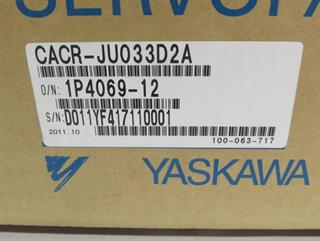 SERVOPA
CACR-JU033D2A
O/N: 1P4069-12
S/N: D011YF417110001
2011.10
100-063-717
YASKAWA